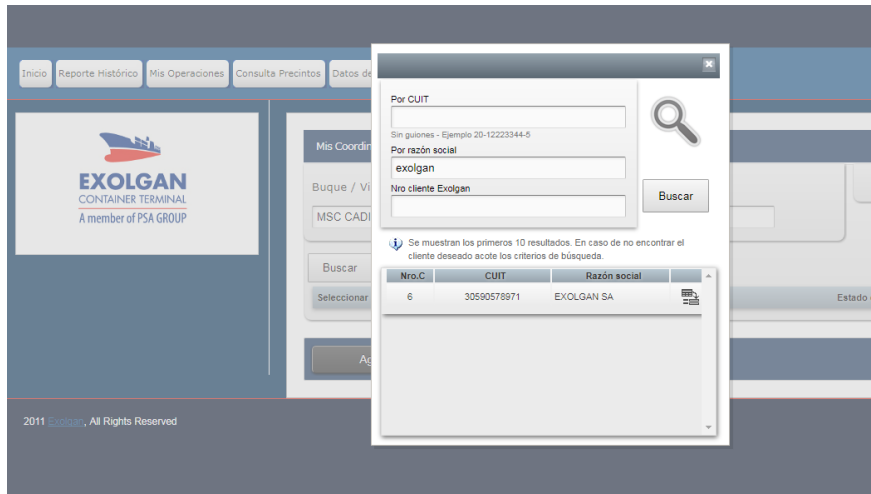 Inicio
Reporte Histórico
Mis Operaciones
Consulta Precintos
Datos de
EXOLGAN
CONTAINER TERMINAL
A member of PSA GROUP
Mis Coordin
Buque / Vi
MSC CADI
Buscar
Seleccionar
Estado
Por CUIT
Sin guiones - Ejemplo 20-12223344-5
Por razón social
exolgan
Nro cliente Exolgan
Buscar
Se muestran los primeros 10 resultados. En caso de no encontrar el
cliente deseado acote los criterios de búsqueda.
Nro.C CUIT Razón social
6 30590578971 EXOLGAN SA
Ag
2011 Exolgan, All Rights Reserved